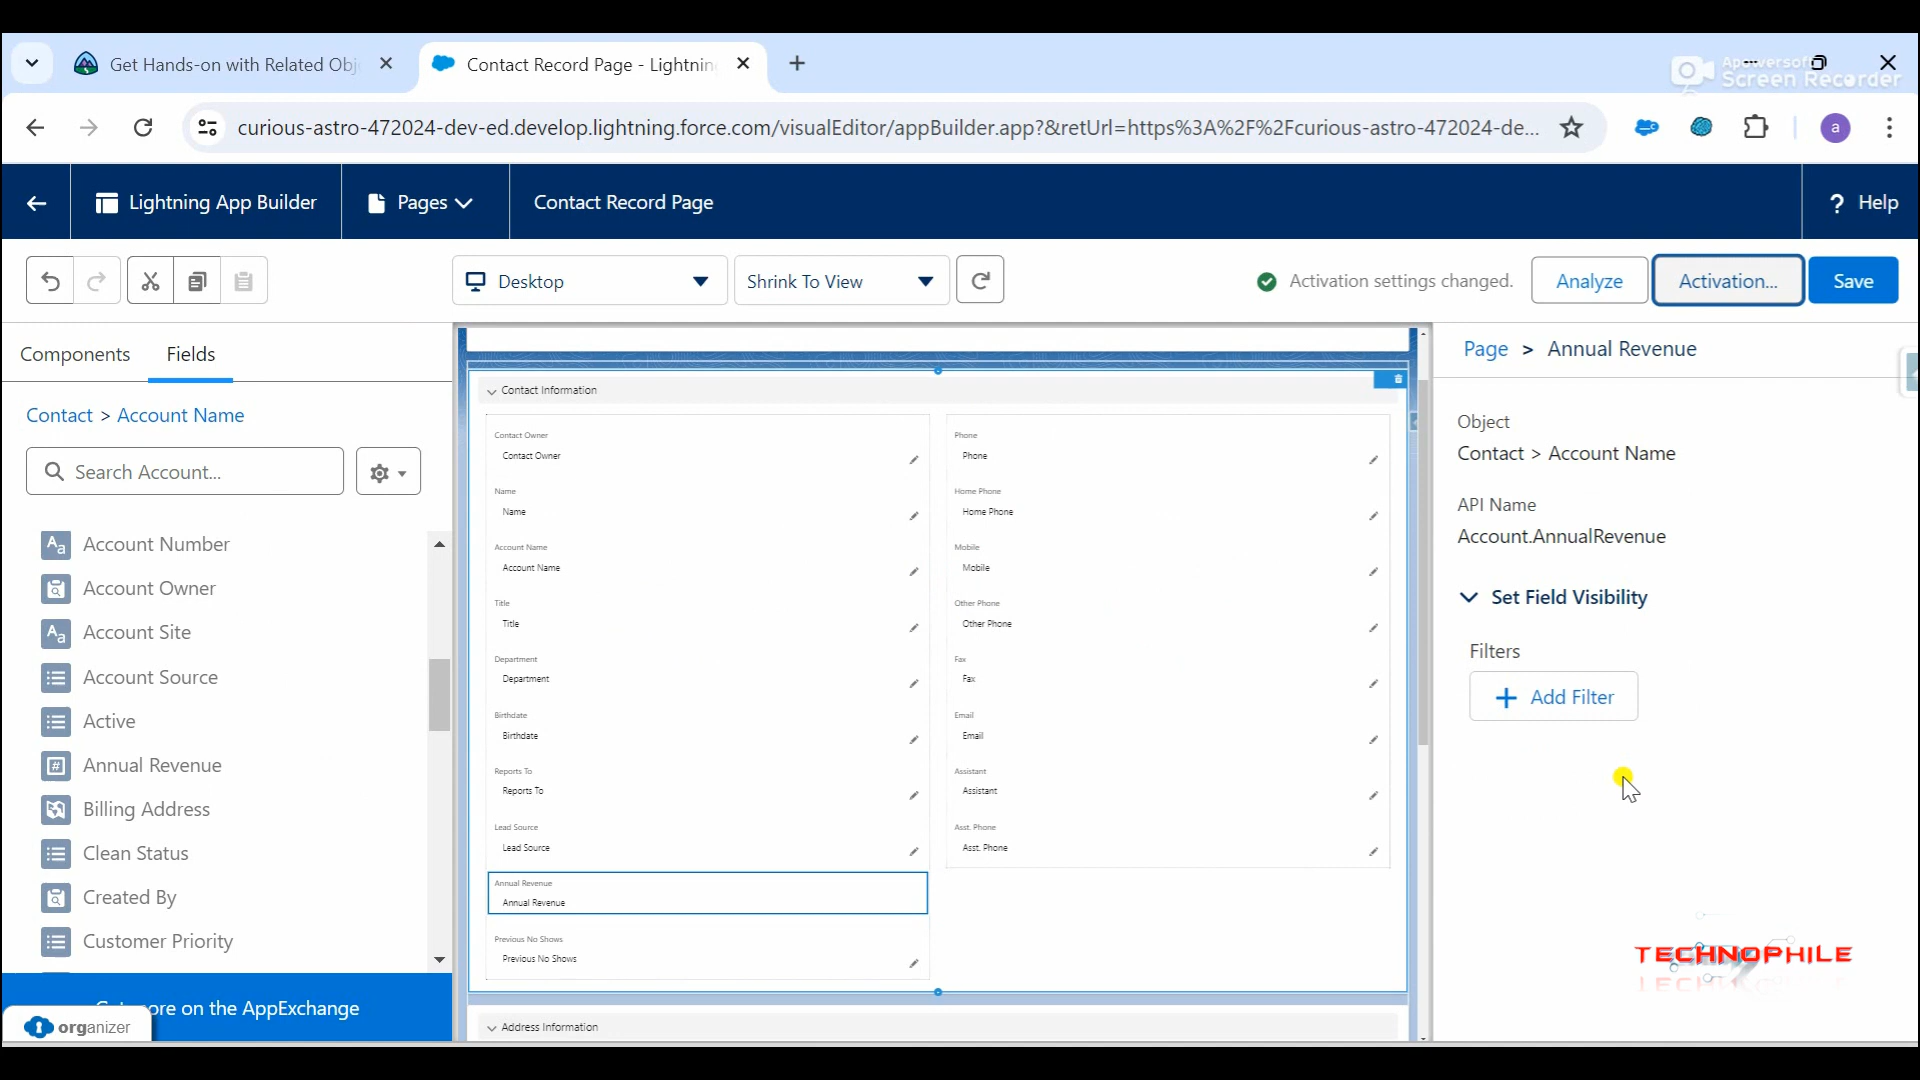 Get Hands-on with Related Obj
Contact Record Page - Lightnin
Apowersoft
Screen Recorder
curious-astro-472024-dev-ed.develop.lightning.force.com/visualEditor/appBuilder.app?&retUrl=https%3A%2F%2Fcurious-astro-472024-de...
a
Lightning App Builder
Pages
Contact Record Page
? Help
Desktop
Shrink To View
Activation settings changed.
Analyze
Activation...
Save
Components
Fields
Contact > Account Name
Search Account...
Account Number
Account Owner
Account Site
Account Source
Active
Annual Revenue
Billing Address
Clean Status
Created By
Customer Priority
ore on the AppExchange
organizer
Contact Information
Contact Owner
Contact Owner
Name
Name
Account Name
Account Name
Title
Title
Department
Department
Birthdate
Birthdate
Reports To
Reports To
Lead Source
Lead Source
Annual Revenue
Annual Revenue
Previous No Shows
Previous No Shows
Phone
Phone
Home Phone
Home Phone
Mobile
Mobile
Other Phone
Other Phone
Fax
Fax
Email
Email
Assistant
Assistant
Asst. Phone
Asst. Phone
Address Information
Page > Annual Revenue
Object
Contact > Account Name
API Name
Account.AnnualRevenue
Set Field Visibility
Filters
+ Add Filter
TECHNOPHILE